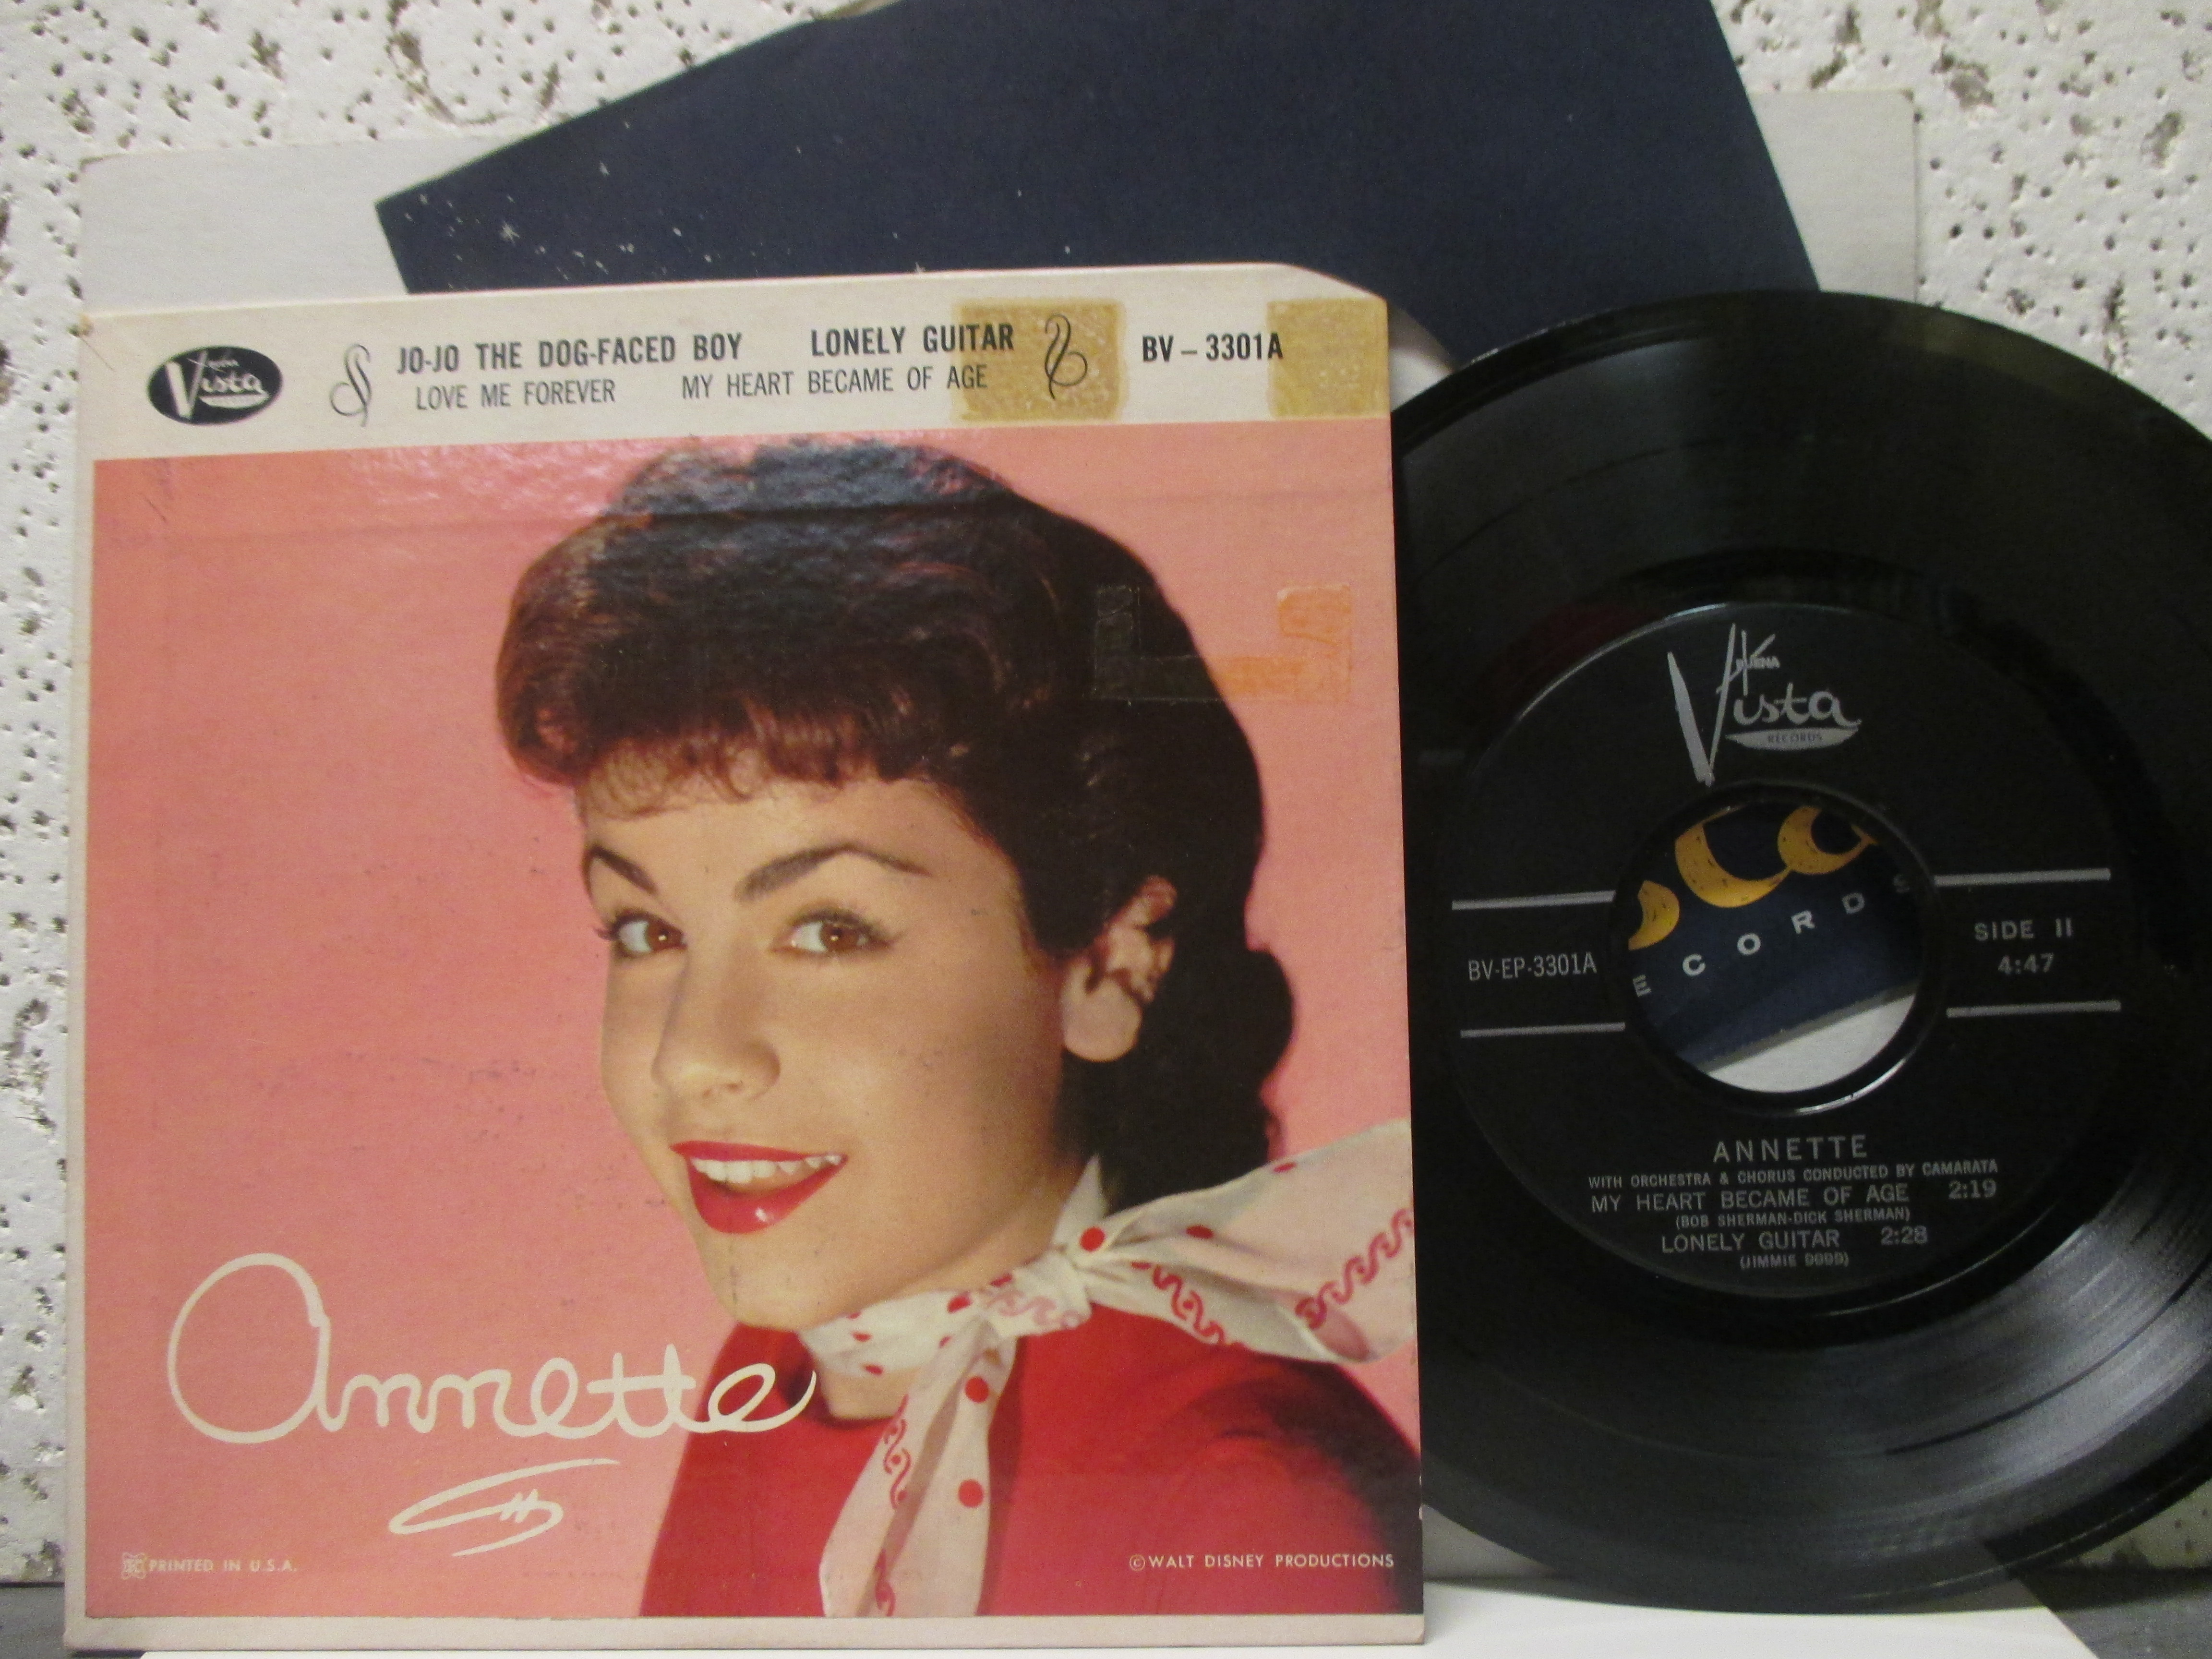 Buena
Vista
JO-JO THE DOG-FACED BOY LONELY GUITAR
LOVE ME FOREVER MY HEART BECAME OF AGE
BV – 3301A
Annette
PRINTED IN U.S.A.
©WALT DISNEY PRODUCTIONS
BUENA
Vista
RECORDS
BV-EP-3301A
SIDE II
4:47
ECORDS
ANNETTE
WITH ORCHESTRA & CHORUS CONDUCTED BY CAMARATA
MY HEART BECAME OF AGE 2:19
(BOB SHERMAN-DICK SHERMAN)
LONELY GUITAR 2:28
(JIMMIE DODD)